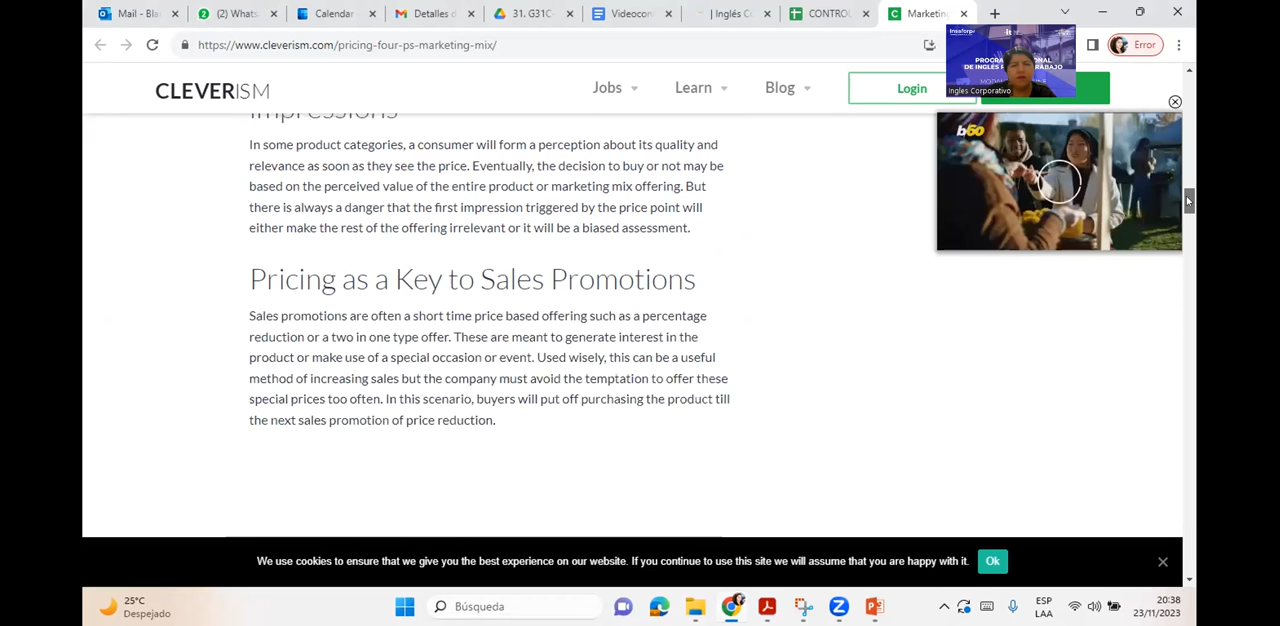 Mail - Bla
(2) Whats
Calendar
Detalles d
31. G31C-
Videocon
| Inglés C
CONTROL
Marketing
https://www.cleverism.com/pricing-four-ps-marketing-mix/
Error
Ingles Corporativo
CLEVERISM
Jobs
Learn
Blog
Login
b60
Impressions
In some product categories, a consumer will form a perception about its quality and
relevance as soon as they see the price. Eventually, the decision to buy or not may be
based on the perceived value of the entire product or marketing mix offering. But
there is always a danger that the first impression triggered by the price point will
either make the rest of the offering irrelevant or it will be a biased assessment.
Pricing as a Key to Sales Promotions
Sales promotions are often a short time price based offering such as a percentage
reduction or a two in one type offer. These are meant to generate interest in the
product or make use of a special occasion or event. Used wisely, this can be a useful
method of increasing sales but the company must avoid the temptation to offer these
special prices too often. In this scenario, buyers will put off purchasing the product till
the next sales promotion of price reduction.
We use cookies to ensure that we give you the best experience on our website. If you continue to use this site we will assume that you are happy with it.
Ok
25°C
Despejado
Búsqueda
ESP
LAA
20:38
23/11/2023